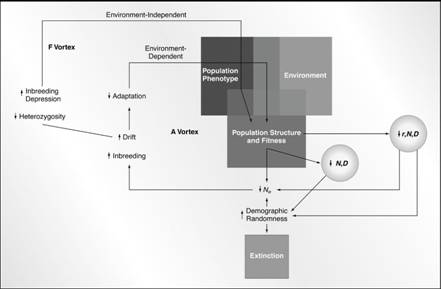 Environment-Independent
F Vortex
Environment-
Dependent
Population
Phenotype
Environment
↑ Inbreeding
Depression
↓ Adaptation
↓ Heterozygosity
↑ Drift
A Vortex
Population Structure
and Fitness
↓ r,N,D
↑ Inbreeding
↓ N,D
↓ Ne
↑ Demographic
Randomness
Extinction